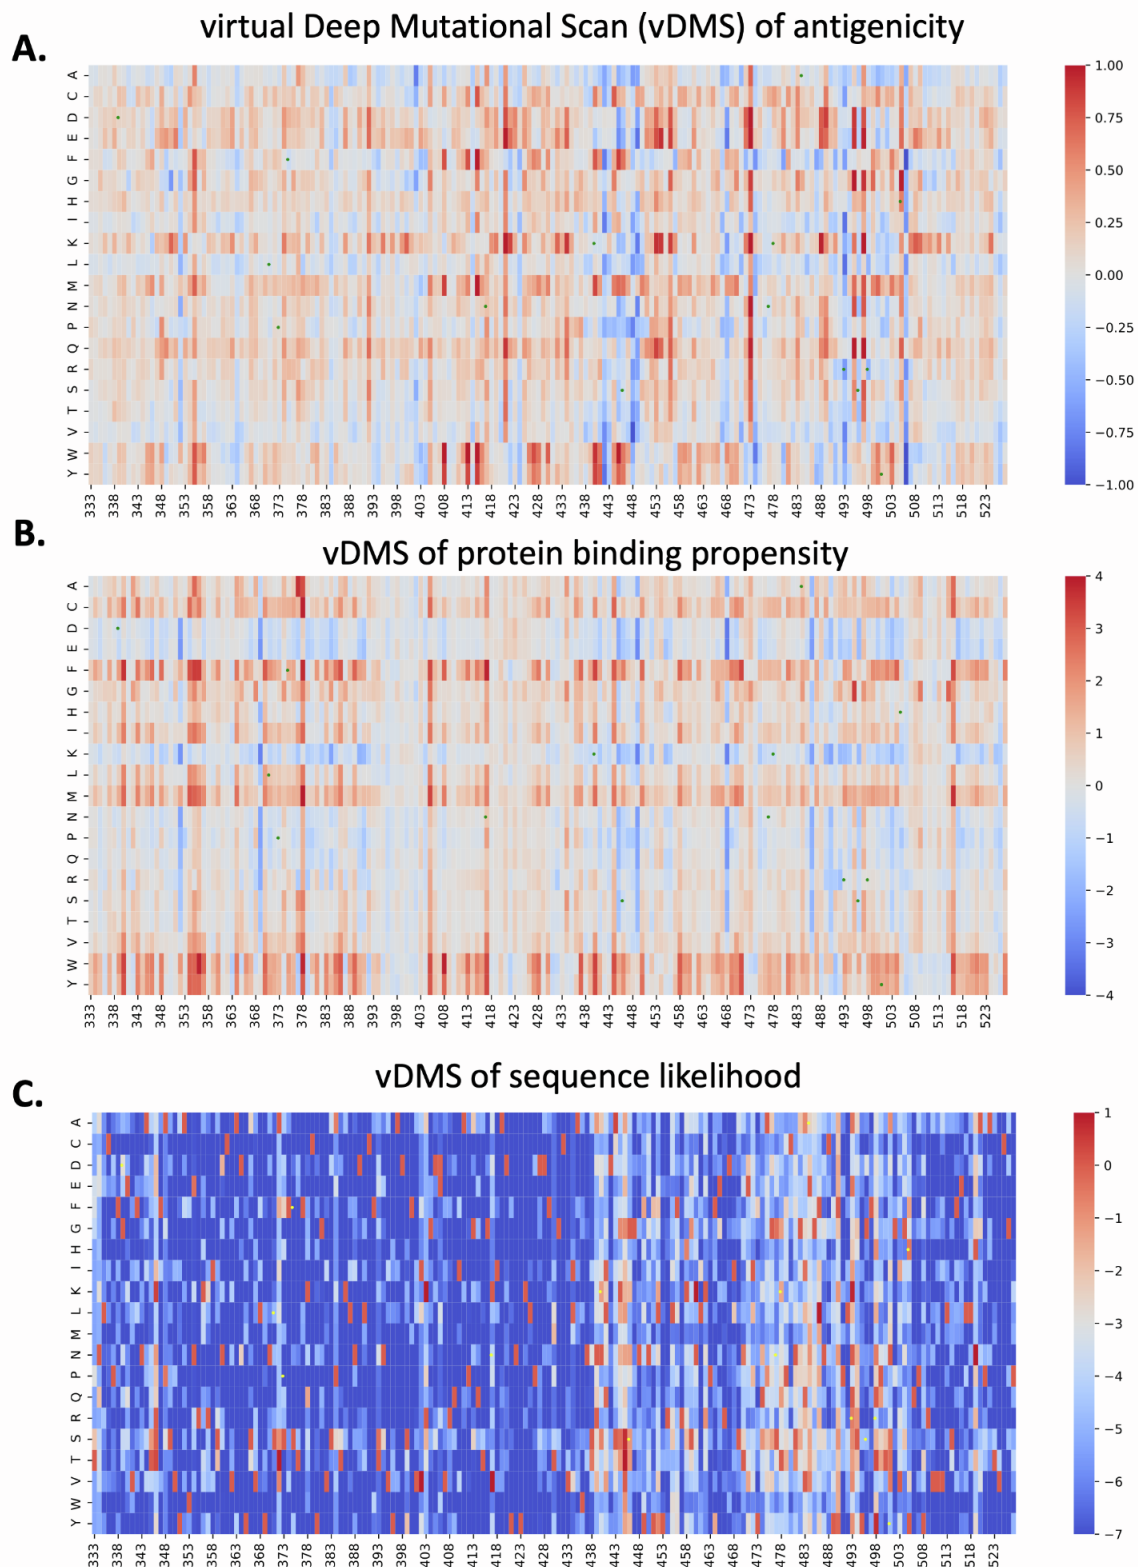 virtual Deep Mutational Scan (vDMS) of antigenicity
A.
A
C
D
E
F
G
H
I
K
L
M
N
P
Q
R
S
T
V
W
Y
333 338 343 348 353 358 363 368 373 378 383 388 393 398 403 408 413 418 423 428 433 438 443 448 453 458 463 468 473 478 483 488 493 498 503 508 513 518 523
1.00
0.75
0.50
0.25
0.00
−0.25
−0.50
−0.75
−1.00
B.
vDMS of protein binding propensity
A
C
D
E
F
G
H
I
K
L
M
N
P
Q
R
S
T
V
W
Y
333 338 343 348 353 358 363 368 373 378 383 388 393 398 403 408 413 418 423 428 433 438 443 448 453 458 463 468 473 478 483 488 493 498 503 508 513 518 523
4
3
2
1
0
−1
−2
−3
−4
vDMS of sequence likelihood
C.
A
C
D
E
F
G
H
I
K
L
M
N
P
Q
R
S
T
V
W
Y
333 338 343 348 353 358 363 368 373 378 383 388 393 398 403 408 413 418 423 428 433 438 443 448 453 458 463 468 473 478 483 488 493 498 503 508 513 518 523
1
0
−1
−2
−3
−4
−5
−6
−7